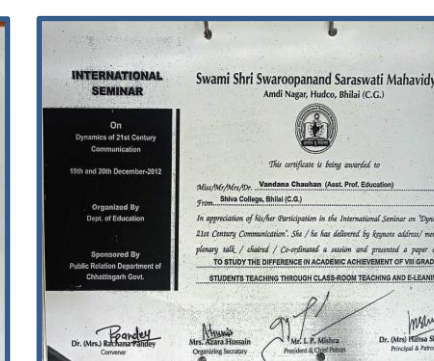 INTERNATIONAL
SEMINAR
On
Dynamics of 21st Century
Communication
19th and 20th December-2012
Organized By
Dept. of Education
Sponsored By
Public Relation Department of
Chhattisgarh Govt.
Swami Shri Swaroopanand Saraswati Mahavidy
Amdi Nagar, Hudco, Bhilai (C.G.)
This certificate is being awarded to
Miss/Mr/Mrs/Dr. Vandana Chauhan (Asst. Prof. Education)
From Shiva College, Bhilai (C.G.)
In appreciation of his/her Participation in the International Seminar on "Dyn
21st Century Communication". She / he has delivered by keynote address/
plenary talk / chaired / Co-ordinated a session and presented a paper
TO STUDY THE DIFFERENCE IN ACADEMIC ACHIEVEMENT OF VIII GRAD
STUDENTS TEACHING THROUGH CLASS-ROOM TEACHING AND E-LEANIN
Dr. (Mrs.) Rachana Pandey
Convener
Mrs. Azara Hussain
Organizing Secretary
Mr. I. P. Mishra
President & Chief Patron
Dr. (Mrs) Hansa Sh
Principal & Patro